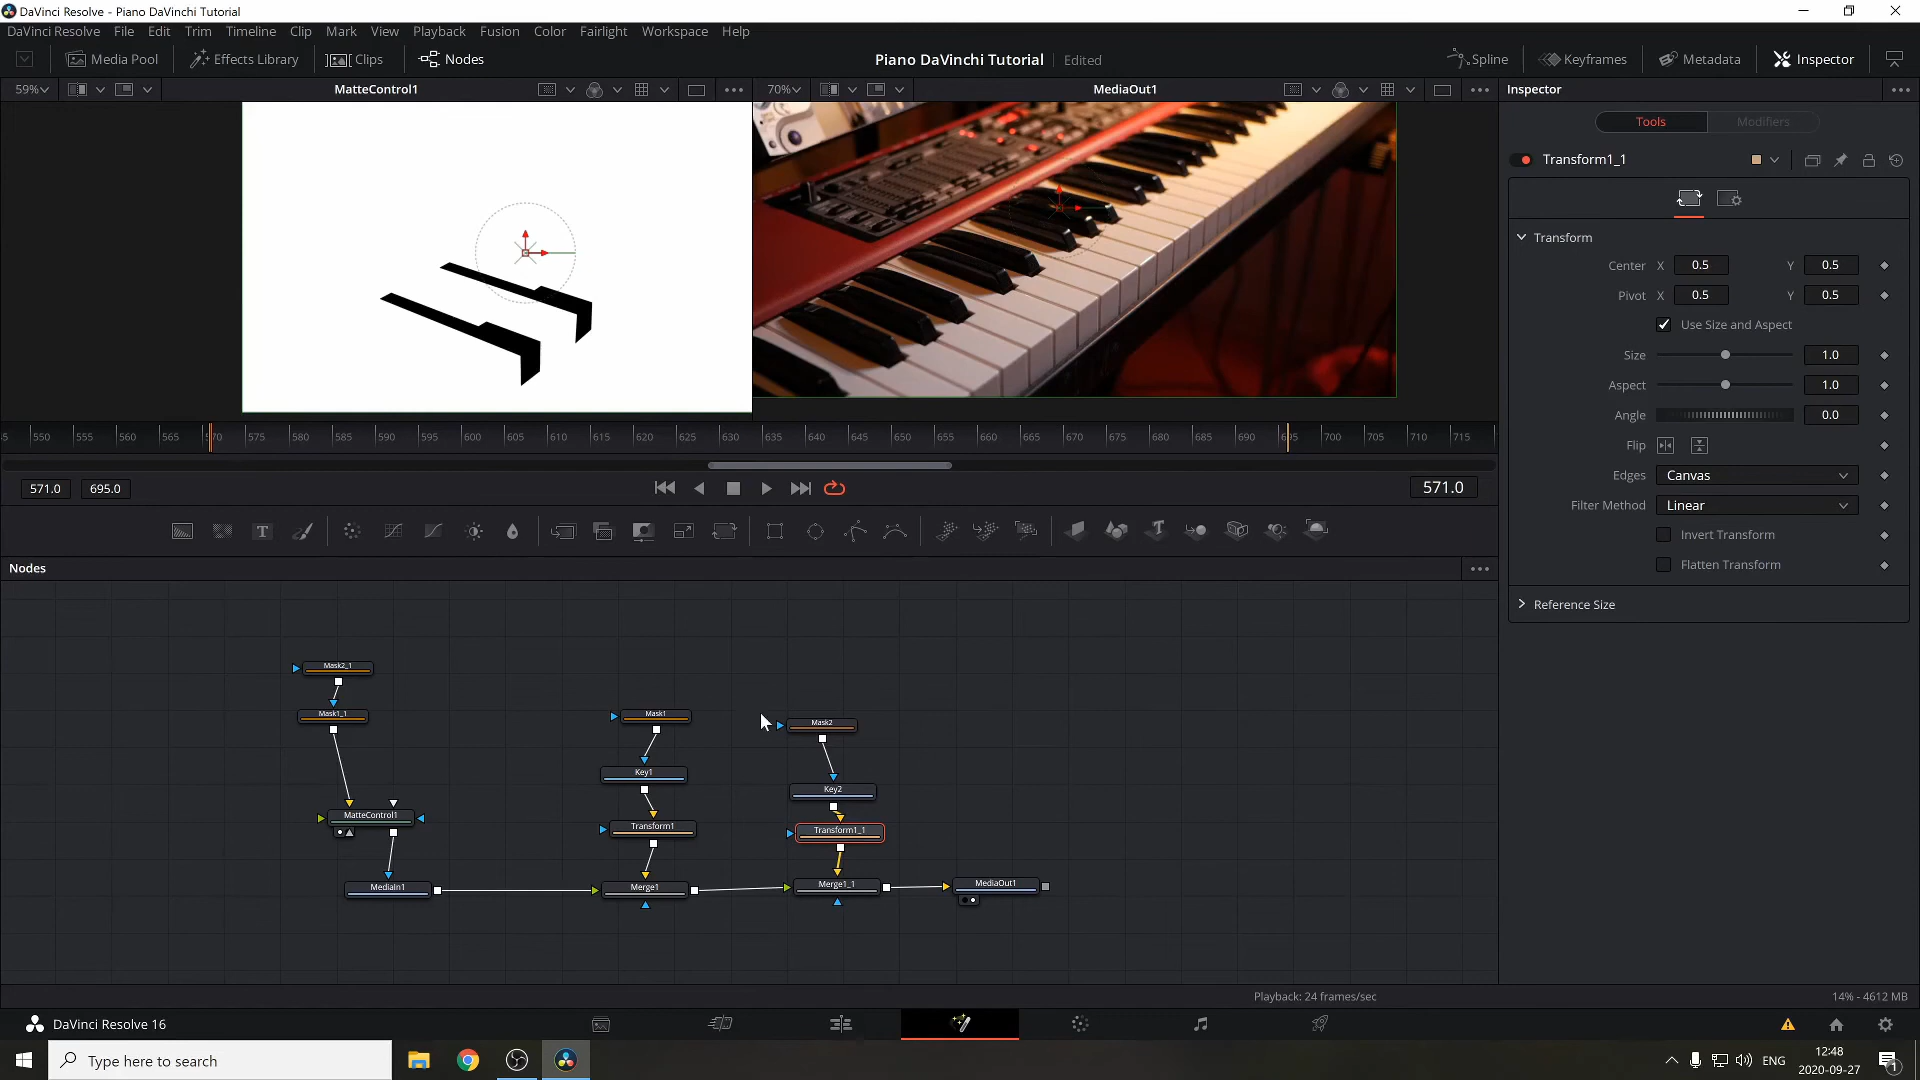 DaVinci Resolve - Piano DaVinchi Tutorial
DaVinci Resolve File Edit Trim Timeline Clip Mark View Playback Fusion Color Fairlight Workspace Help
Media Pool Effects Library Clips Nodes Piano DaVinchi Tutorial Edited Spline Keyframes Metadata Inspector
59% MatteControl1 70% MediaOut1 Inspector
Tools Modifiers
Transform1_1
Transform
Center X 0.5 Y 0.5
Pivot X 0.5 Y 0.5
Use Size and Aspect
Size 1.0
Aspect 1.0
Angle 0.0
Flip
Edges Canvas
Filter Method Linear
Invert Transform
Flatten Transform
Reference Size
550 555 560 565 570 575 580 585 590 595 600 605 610 615 620 625 630 635 640 645 650 655 660 665 670 675 680 685 690 695 700 705 710 715
571.0 695.0 571.0
T
Nodes
Mask2_1
Mask1_1 Mask1 Mask2
Key1 Key2
MatteControl1 Transform1 Transform1_1
MediaIn1 Merge1 Merge1_1 MediaOut1
Playback: 24 frames/sec 14% - 4612 MB
DaVinci Resolve 16
Type here to search ENG 12:48
2020-09-27
1